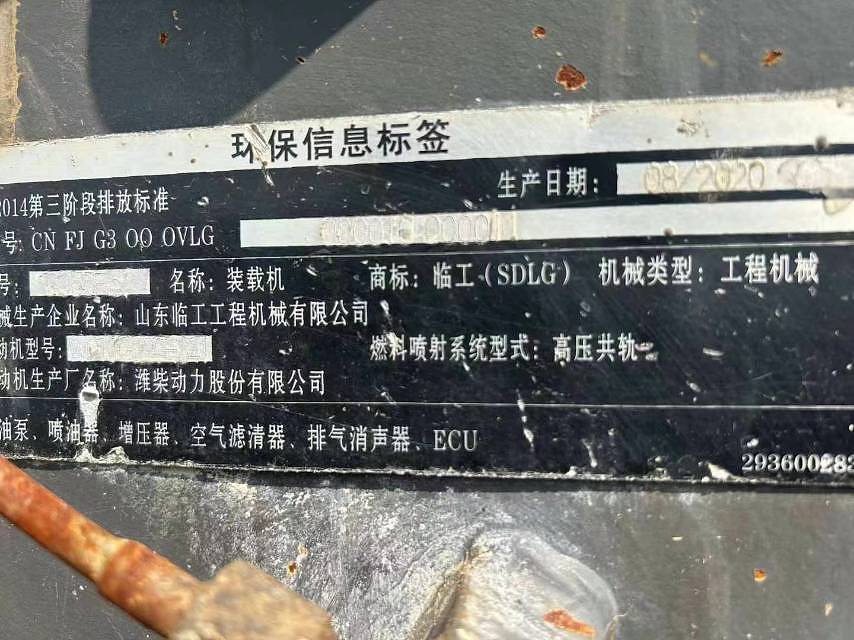 环保信息标签
2014第三阶段排放标准
生产日期: 08/2020
号: CN FJ G3 00 0VLG
号: 名称: 装载机 商标: 临工(SDLG) 机械类型: 工程机械
械生产企业名称: 山东临工工程机械有限公司
动机型号: 燃料喷射系统型式: 高压共轨
动机生产厂名称: 潍柴动力股份有限公司
油泵、喷油器、增压器、空气滤清器、排气消声器、ECU